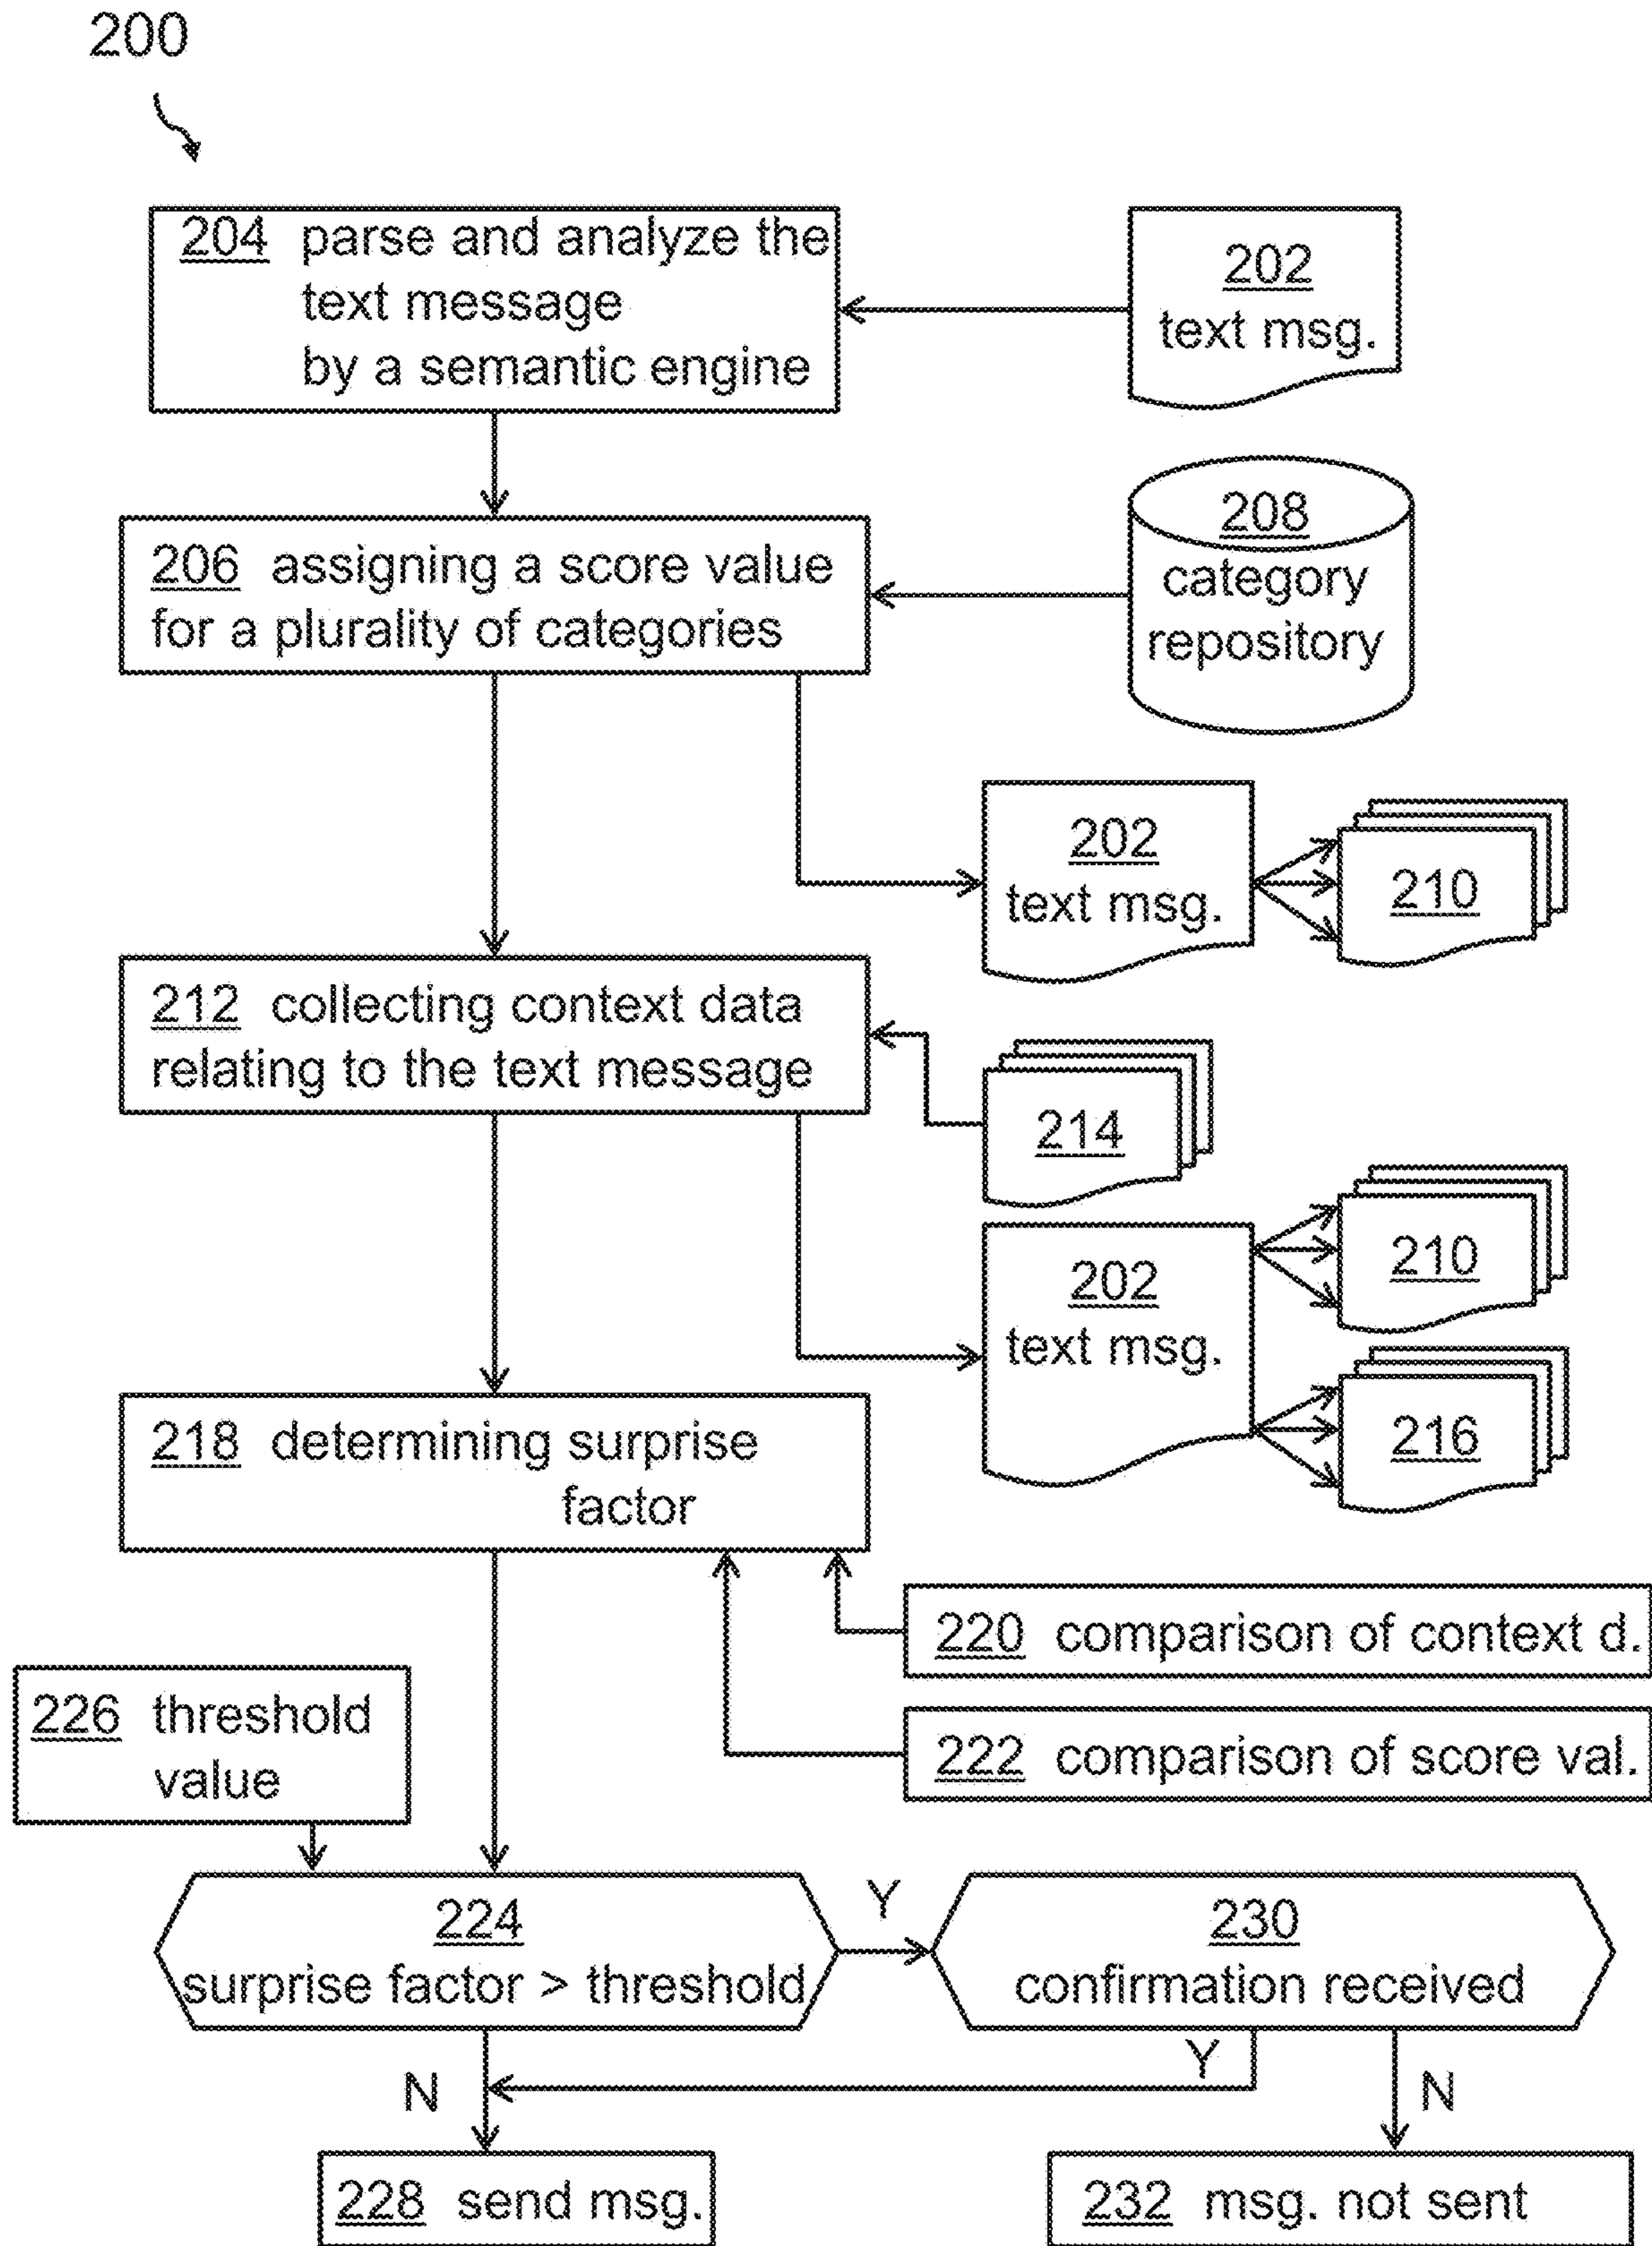 200
204 parse and analyze the
text message
by a semantic engine
202
text msg.
206 assigning a score value
for a plurality of categories
208
category
repository
202
text msg.
210
212 collecting context data
relating to the text message
214
202
text msg.
210
216
218 determining surprise
factor
220 comparison of context d.
222 comparison of score val.
226 threshold
value
224
surprise factor > threshold
Y
230
confirmation received
N
Y
N
228 send msg.
232 msg. not sent